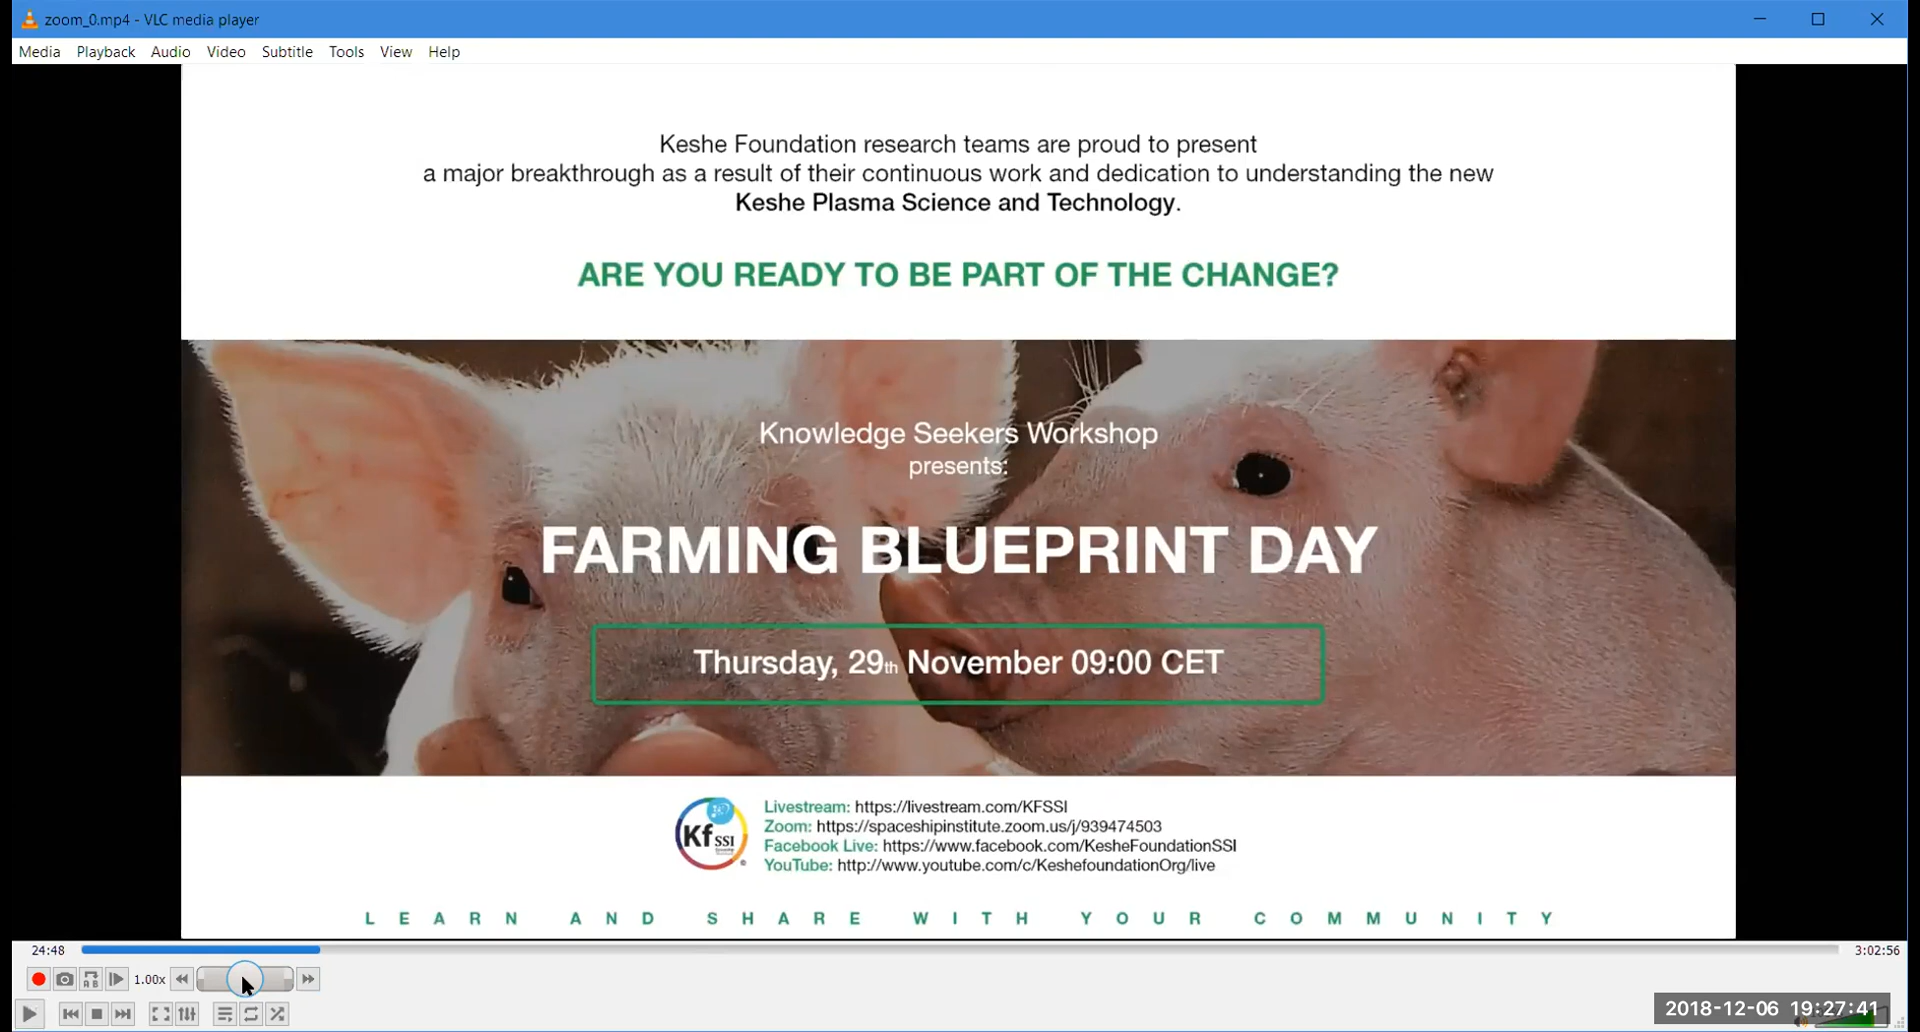 zoom_0.mp4 - VLC media player
Media Playback Audio Video Subtitle Tools View Help
Keshe Foundation research teams are proud to present
a major breakthrough as a result of their continuous work and dedication to understanding the new
Keshe Plasma Science and Technology.
ARE YOU READY TO BE PART OF THE CHANGE?
Knowledge Seekers Workshop
presents:
FARMING BLUEPRINT DAY
Thursday, 29th November 09:00 CET
Kf SSI
Livestream: https://livestream.com/KFSSI
Zoom: https://spaceshipinstitute.zoom.us/j/939474503
Facebook Live: https://www.facebook.com/KesheFoundationSSI
YouTube: http://www.youtube.com/c/KeshefoundationOrg/live
LEARN AND SHARE WITH YOUR COMMUNITY
24:48
3:02:56
1.00x
2018-12-06 19:27:41